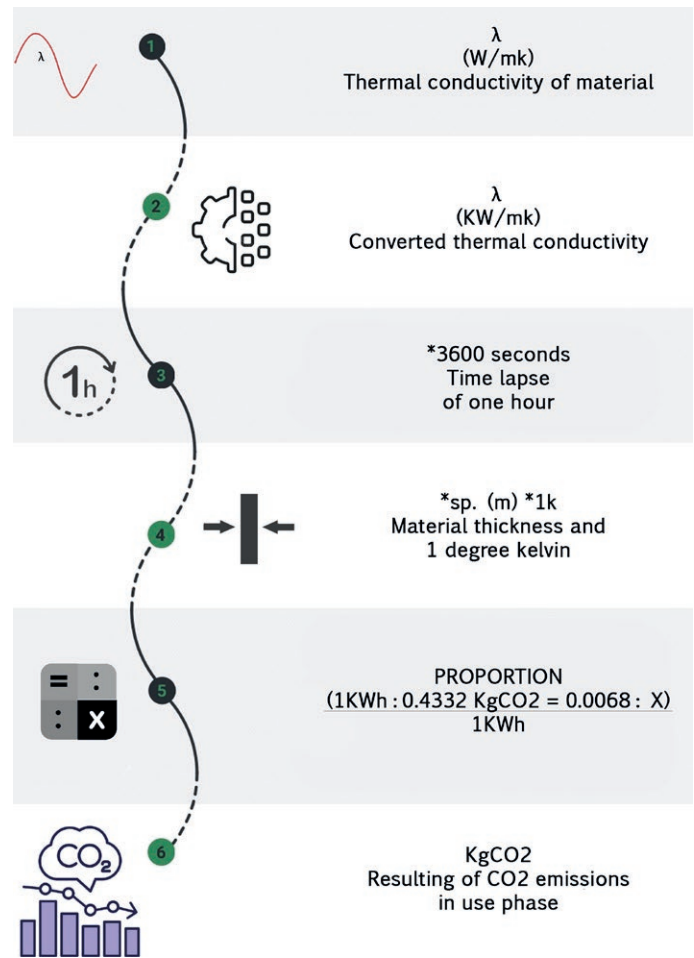 λ
1
λ
(W/mk)
Thermal conductivity of material
2
λ
(KW/mk)
Converted thermal conductivity
1h
3
*3600 seconds
Time lapse
of one hour
4
*sp. (m) *1k
Material thickness and
1 degree kelvin
= :
: X
5
PROPORTION
(1KWh : 0.4332 KgCO2 = 0.0068 : X)
1KWh
CO2
6
KgCO2
Resulting of CO2 emissions
in use phase